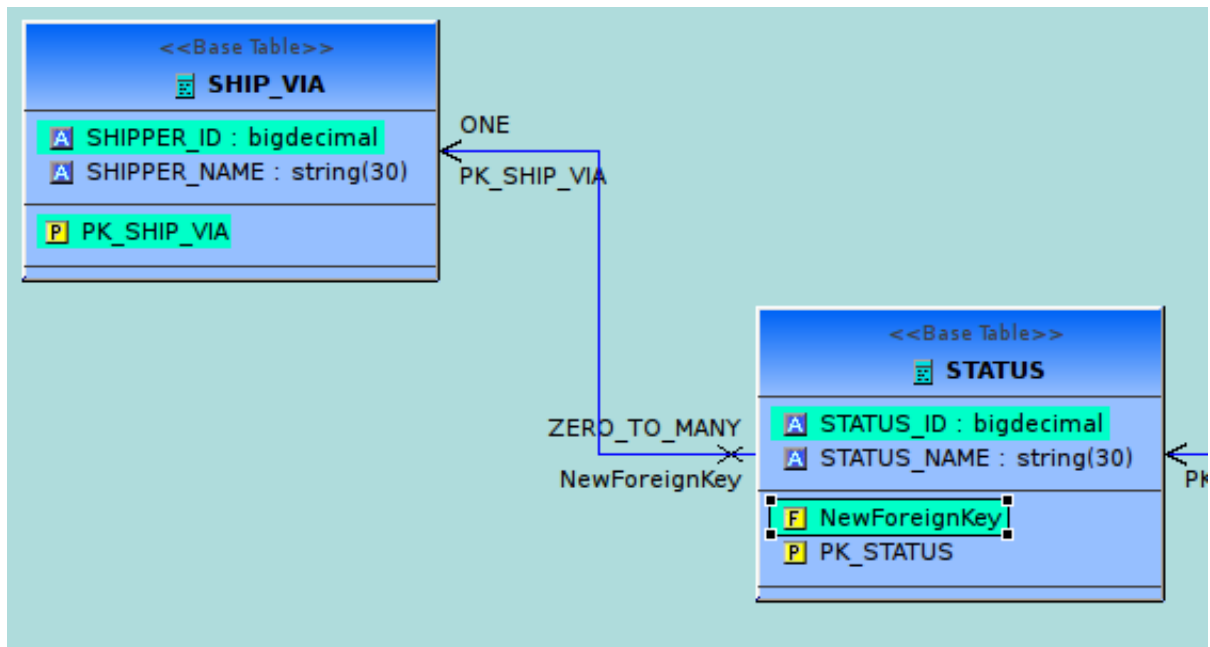 <<Base Table>>
SHIP_VIA
SHIPPER_ID : bigdecimal
SHIPPER_NAME : string(30)
PK_SHIP_VIA
ONE
PK_SHIP_VIA
<<Base Table>>
STATUS
STATUS_ID : bigdecimal
STATUS_NAME : string(30)
NewForeignKey
PK_STATUS
ZERO_TO_MANY
NewForeignKey
PK